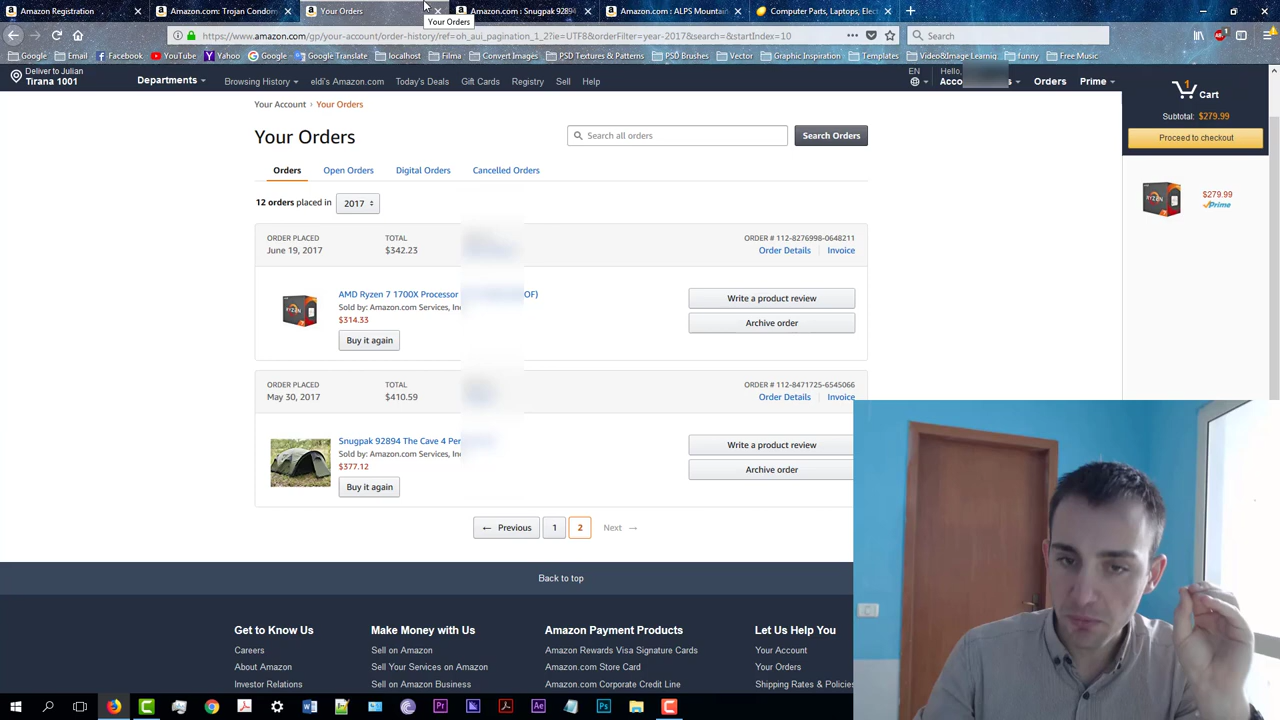 Amazon Registration
Amazon.com: Trojan Condom
Your Orders
Amazon.com : Snugpak 92894
Amazon.com : ALPS Mountain
Computer Parts, Laptops, Elect
Your Orders
https://www.amazon.com/gp/your-account/order-history/ref=oh_aui_pagination_1_2?ie=UTF8&orderFilter=year-2017&search=&startIndex=10
Search
Google
Email
Facebook
YouTube
Yahoo
Google
localhost
Filma
Convert Images
PSD Textures & Patterns
PSD Brushes
Vector
Graphic Inspiration
Templates
Video&Image Learnig
Funny
Free Music
Deliver to Julian
Tirana 1001
Departments
Browsing History
eldi's Amazon.com
Today's Deals
Gift Cards
Registry
Sell
Help
EN
Hello,
Orders
Prime
1
Cart
Subtotal: $279.99
Proceed to checkout
$279.99
Prime
Your Account › Your Orders
Your Orders
Search all orders
Search Orders
Orders
Open Orders
Digital Orders
Cancelled Orders
12 orders placed in 2017
ORDER PLACED
June 19, 2017
TOTAL
$342.23
ORDER # 112-8276998-0648211
Order Details
Invoice
RYZEN
AMD Ryzen 7 1700X Processor OF)
Sold by: Amazon.com Services, Inc
$314.33
Buy it again
Write a product review
Archive order
ORDER PLACED
May 30, 2017
TOTAL
$410.59
ORDER # 112-8471725-6545066
Order Details
Invoice
Snugpak 92894 The Cave 4 Per
Sold by: Amazon.com Services, Inc
$377.12
Buy it again
Write a product review
Archive order
← Previous
1
2
Next →
Back to top
Get to Know Us
Careers
About Amazon
Investor Relations
Make Money with Us
Sell on Amazon
Sell Your Services on Amazon
Sell on Amazon Business
Amazon Payment Products
Amazon Rewards Visa Signature Cards
Amazon.com Store Card
Amazon.com Corporate Credit Line
Let Us Help You
Your Account
Your Orders
Shipping Rates & Policies